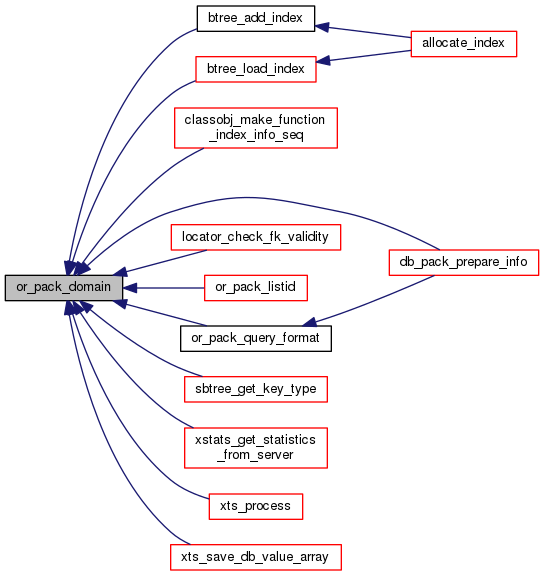 btree_add_index
allocate_index
btree_load_index
classobj_make_function
_index_info_seq
locator_check_fk_validity
db_pack_prepare_info
or_pack_domain
or_pack_listid
or_pack_query_format
sbtree_get_key_type
xstats_get_statistics
_from_server
xts_process
xts_save_db_value_array